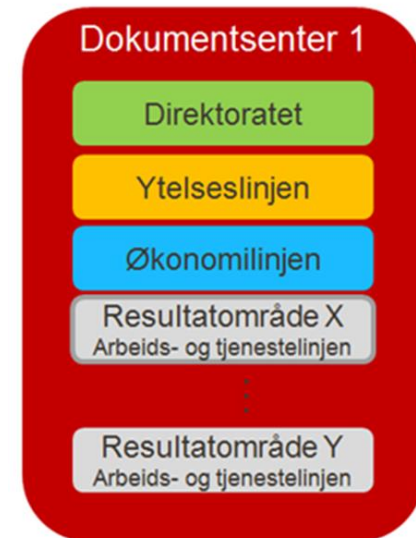 Dokumentsenter 1
Direktoratet
Ytelseslinjen
Økonomilinjen
Resultatområde X
Arbeids- og tjenestelinjen
Resultatområde Y
Arbeids- og tjenestelinjen